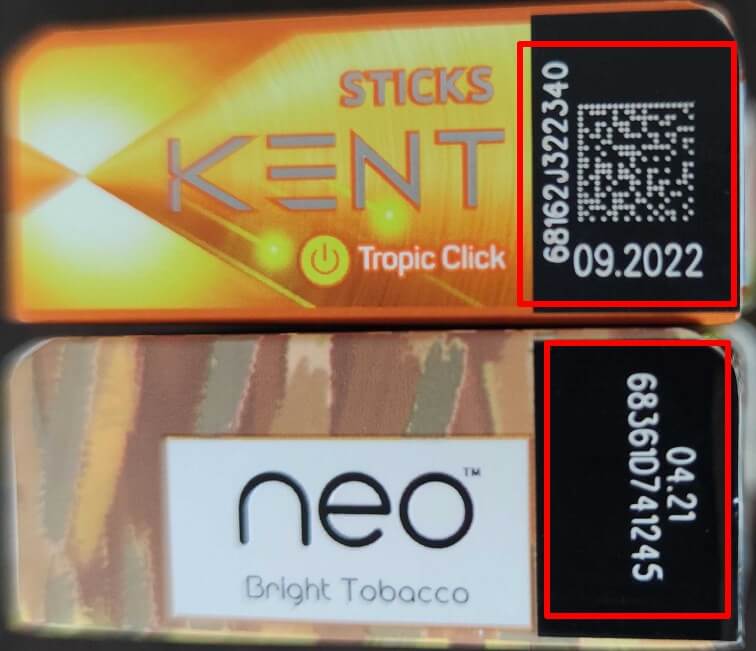 STICKS
KENT
Tropic Click
68162J322340
09.2022
neo™
Bright Tobacco
04.21
683610741245